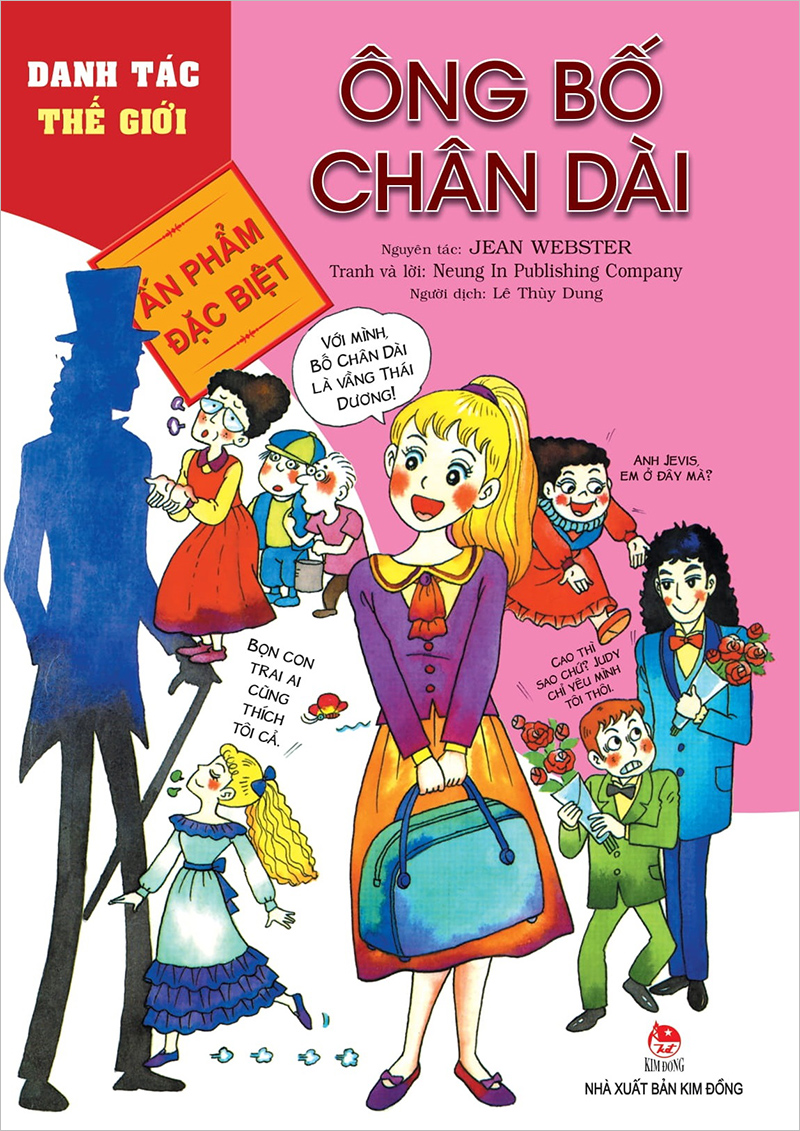 DANH TÁC
THẾ GIỚI
ÔNG BỐ
CHÂN DÀI
Nguyên tác: JEAN WEBSTER
Tranh và lời: Neung In Publishing Company
Người dịch: Lê Thùy Dung
ẤN PHẨM
ĐẶC BIỆT
VỚI MÌNH,
BỐ CHÂN DÀI
LÀ VẦNG THÁI
DƯƠNG!
ANH JEVIS,
EM Ở ĐÂY MÀ?
CAO THÌ
SAO CHỨ? JUDY
CHỈ YÊU MÌNH
TÔI THÔI.
BỌN CON
TRAI AI
CŨNG
THÍCH
TÔI CẢ.
KIM ĐỒNG
NHÀ XUẤT BẢN KIM ĐỒNG